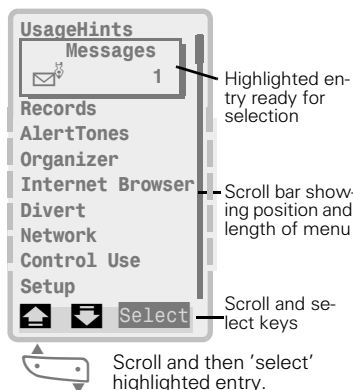 UsageHints
Messages
1
Records
AlertTones
Organizer
Internet Browser
Divert
Network
Control Use
Setup
Select
Highlighted en-
try ready for
selection
Scroll bar show-
ing position and
length of menu
Scroll and se-
lect keys
Scroll and then 'select'
highlighted entry.